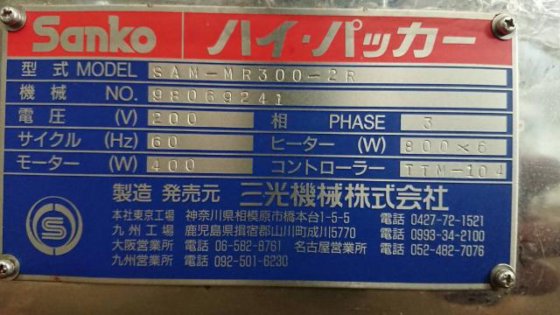 Sanko ハイ・パッカー
型式 MODEL SAM-MR300-2R
機械 NO. 98069241
電圧 (V) 200 相 PHASE 3
サイクル (Hz) 60 ヒーター (W) 800×6
モーター (W) 400 コントローラー TTM-104
製造 発売元 三光機械株式会社
本社東京工場 神奈川県相模原市橋本台1-5-5 電話 0427-72-1521
九州工場 鹿児島県揖宿郡山川町成川5770 電話 0993-34-2100
大阪営業所 電話 06-582-8761 名古屋営業所 電話 052-482-7076
九州営業所 電話 092-501-6230